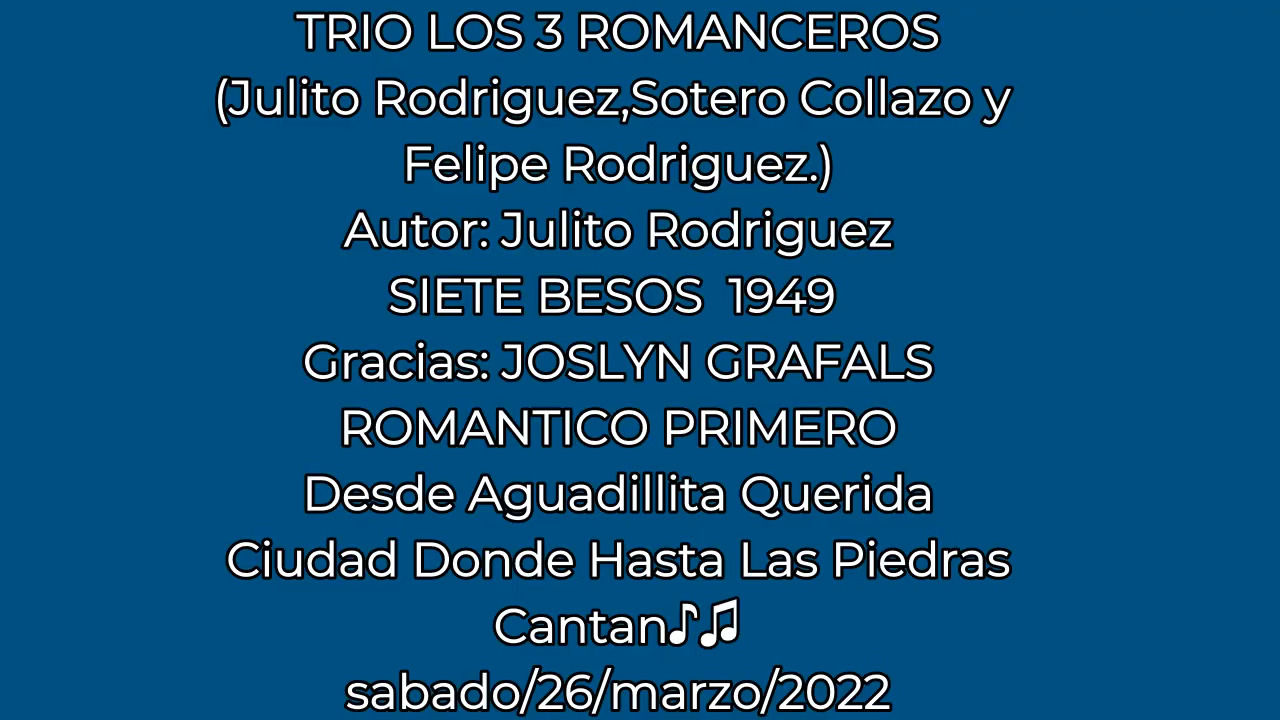 TRIO LOS 3 ROMANCEROS
(Julito Rodriguez,Sotero Collazo y
Felipe Rodriguez.)
Autor: Julito Rodriguez
SIETE BESOS  1949
Gracias: JOSLYN GRAFALS
ROMANTICO PRIMERO
Desde Aguadillita Querida
Ciudad Donde Hasta Las Piedras
Cantan🎵🎶
sabado/26/marzo/2022